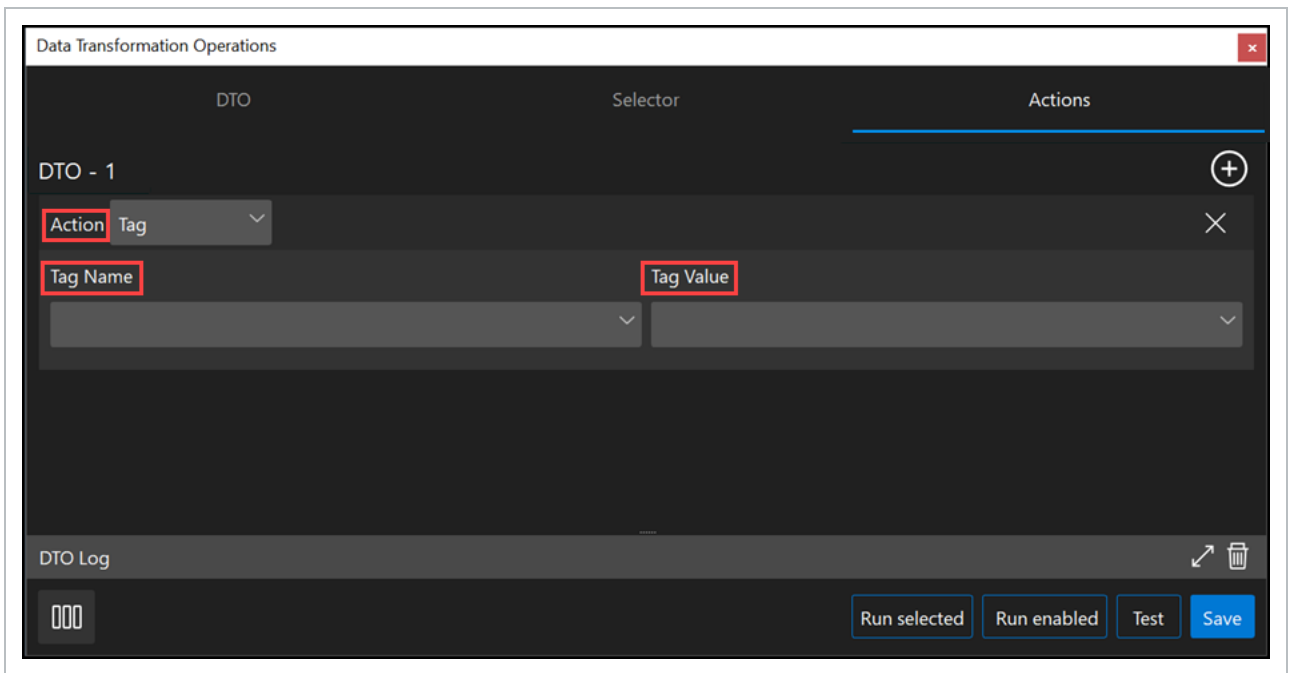 Data Transformation Operations
DTO Selector Actions
DTO - 1
Action Tag
Tag Name Tag Value
DTO Log
Run selected Run enabled Test Save